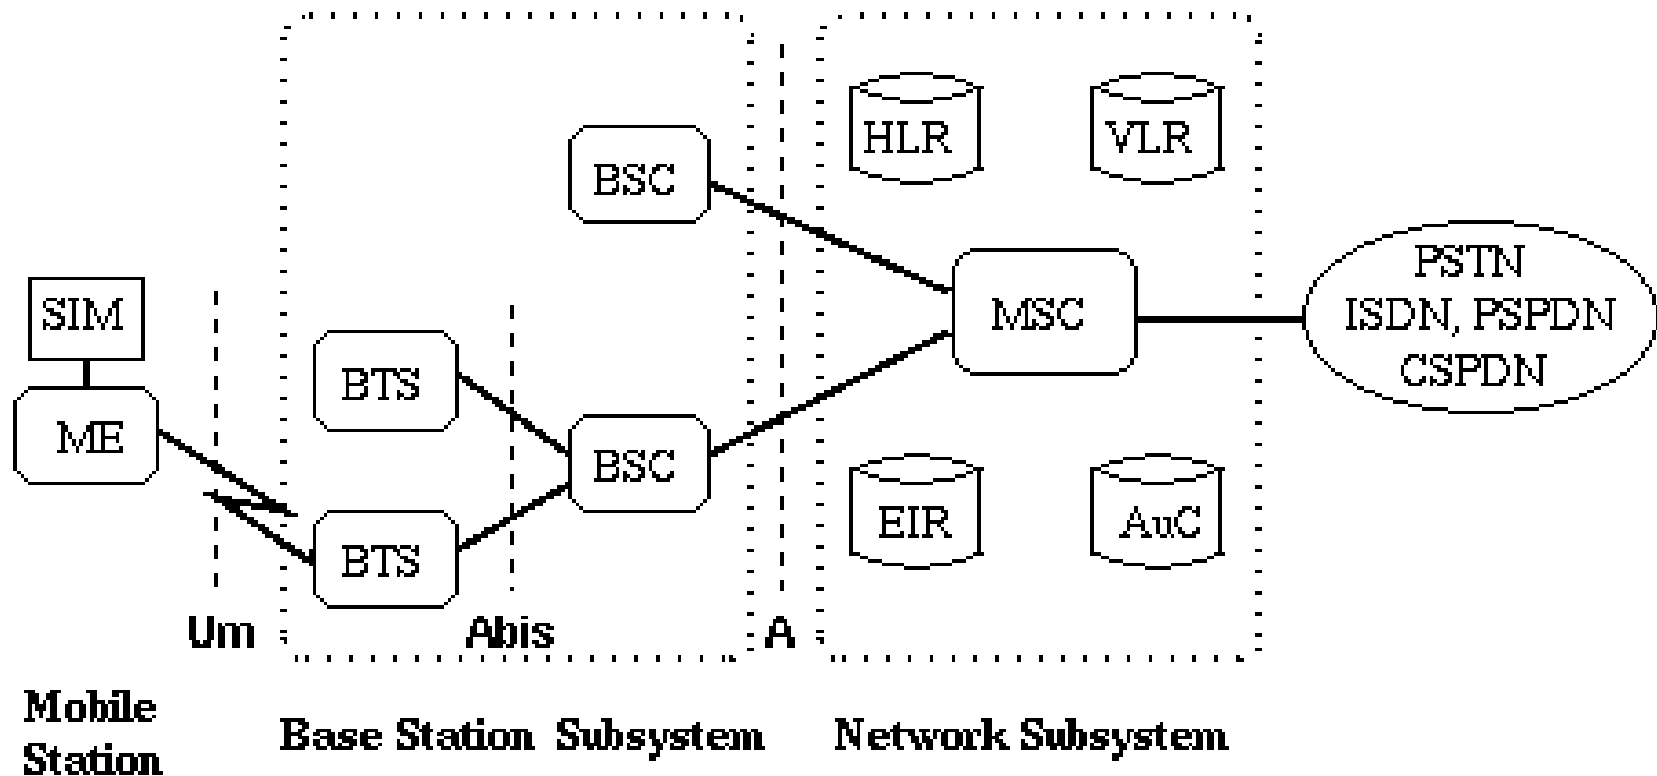 HLR
VLR
BSC
PSTN
ISDN, PSPDN
CSPDN
SIM
MSC
BTS
ME
BSC
EIR
AuC
BTS
Um
Abis
A
Mobile
Station
Base Station Subsystem
Network Subsystem